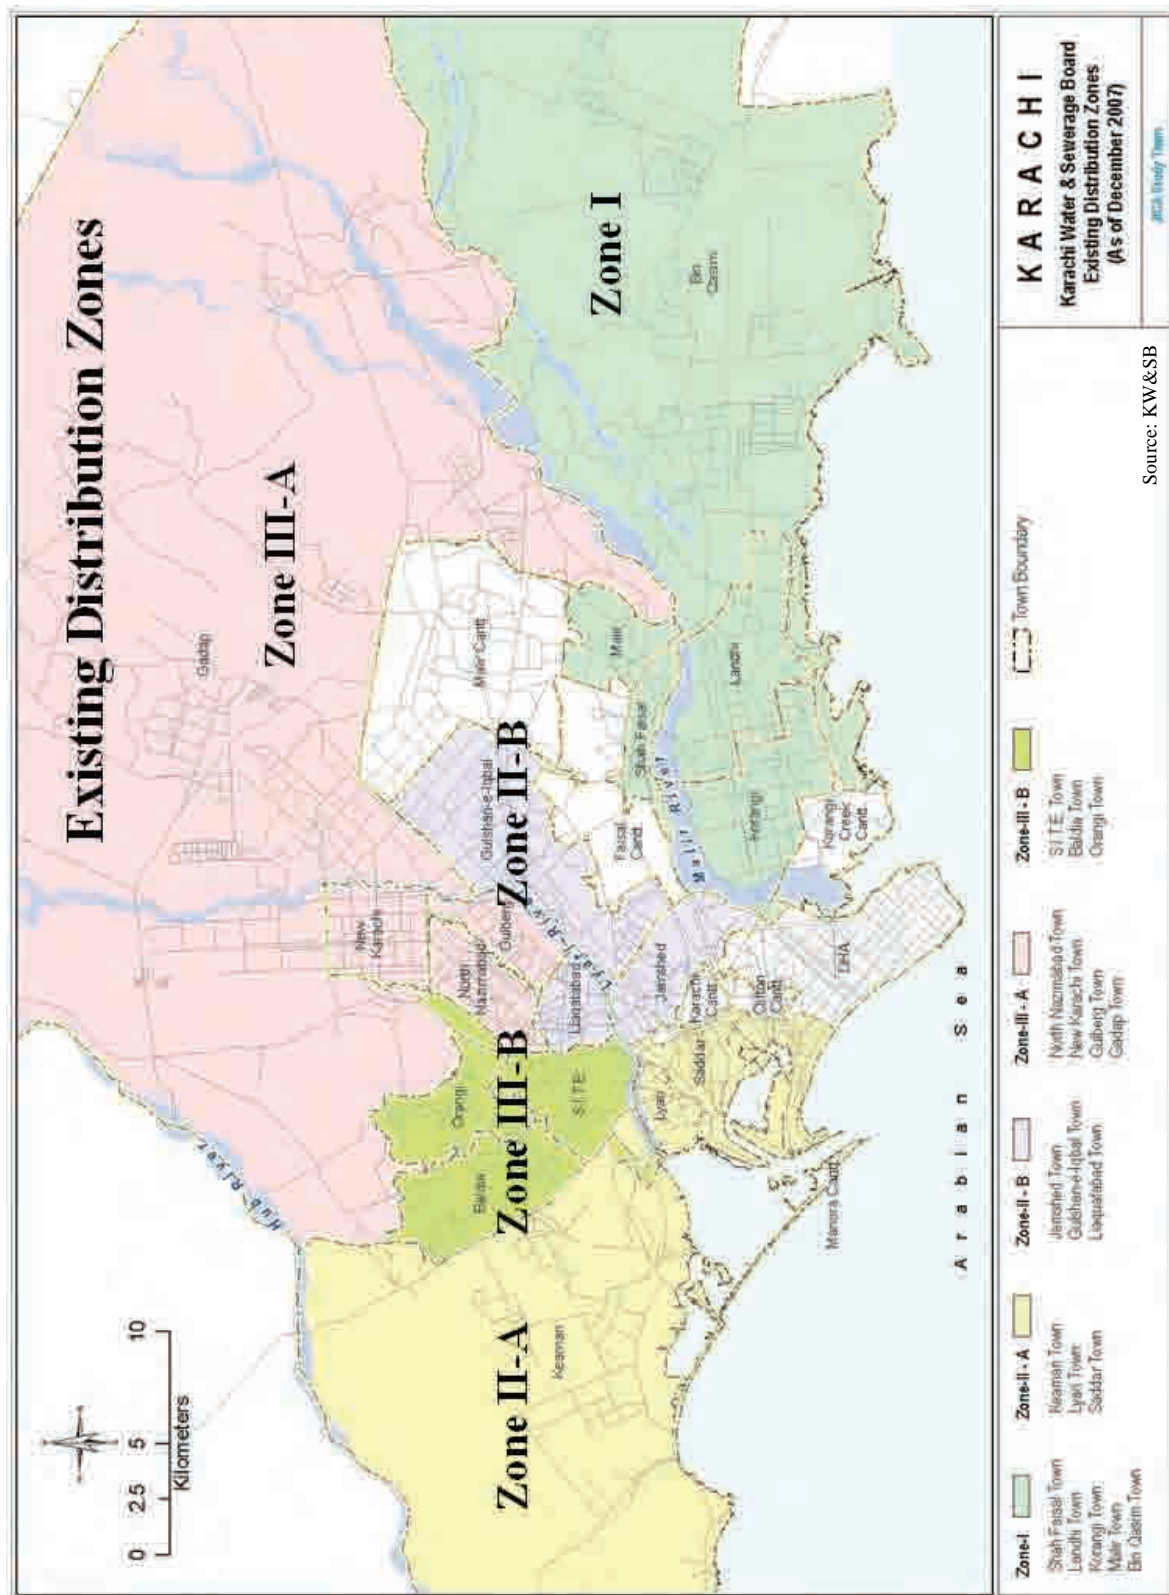 Existing Distribution Zones
0 2.5 5 10
Kilometers
Hub River
Gadap
Zone III-A
New
Karachi
Malir Cantt
North
Nazimabad
Gulberg
Gulshan-e-Iqbal
Orangi
Baldia
Zone II-A
Zone III-B
Zone II-B
Zone I
Keamari
S.I.T.E
Liaquatabad
Lyari River
Faisal
Cantt.
Malir
Shah Faisal
Bin
Qasim
Lyari
Jamshed
Malir River
Landhi
Saddar
Karachi
Cantt.
Korangi
Clifton
Cantt
Korangi
Creek
Cantt.
DHA
Manora Cantt
Arabian Sea
Zone-I
Shah Faisal Town
Landhi Town
Korangi Town
Malir Town
Bin Qasim Town
Zone-II - A
Keamari Town
Lyari Town
Saddar Town
Zone-II - B
Jamshed Town
Gulshan-e-Iqbal Town
Liaquatabad Town
Zone-III - A
North Nazimabad Town
New Karachi Town
Gulberg Town
Gadap Town
Zone-III - B
S.I.T.E. Town
Baldia Town
Orangi Town
Town Boundary
KARACHI
Karachi Water & Sewerage Board
Existing Distribution Zones
(As of December 2007)
JICA Study Team
Source: KW&SB